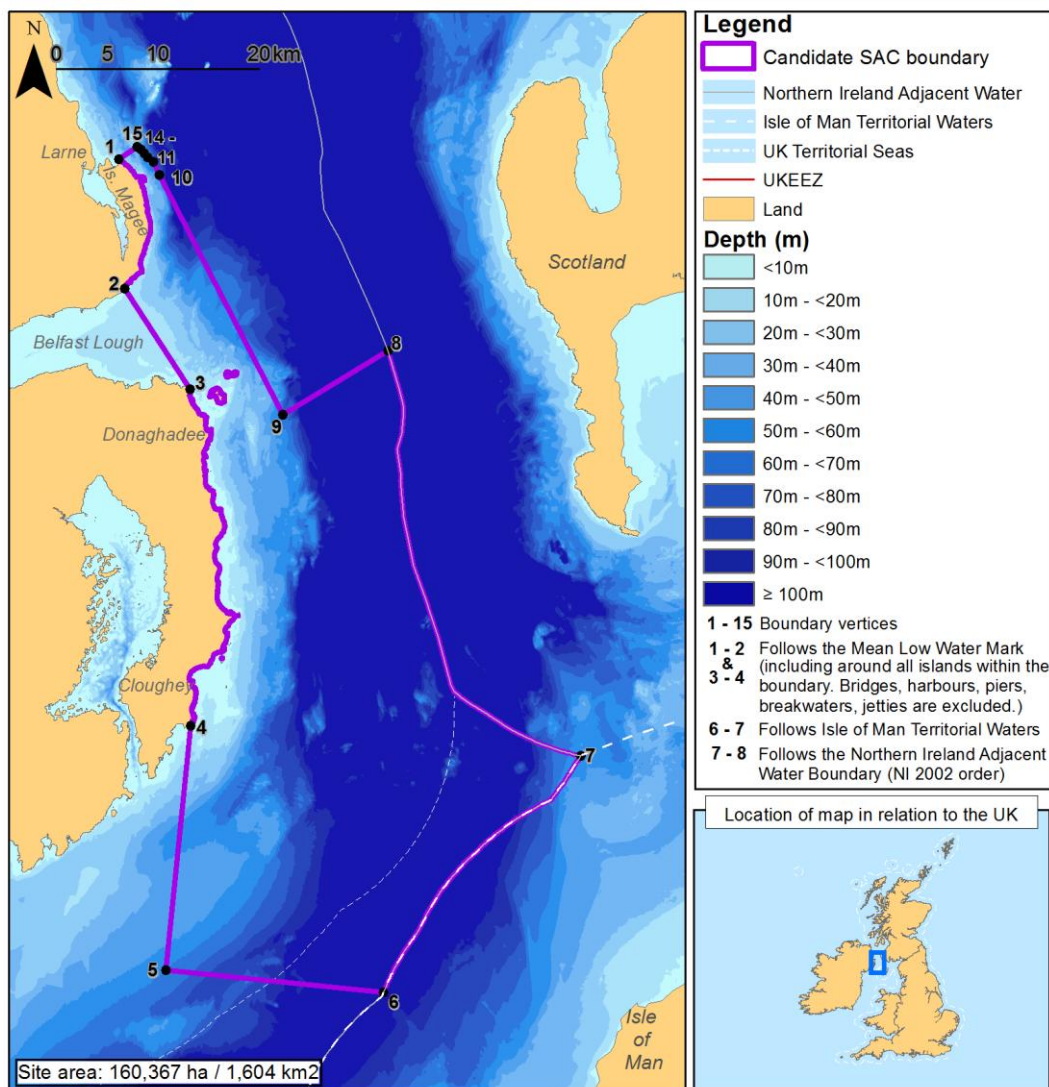 N
0 5 10 20km
Larne
Is. Magee
1
15
14 -
11
10
2
Belfast Lough
3
Donaghadee
8
9
Scotland
Cloughey
4
7
5
6
Isle
of
Man
Site area: 160,367 ha / 1,604 km2
Legend
Candidate SAC boundary
Northern Ireland Adjacent Water
Isle of Man Territorial Waters
UK Territorial Seas
UKEEZ
Land
Depth (m)
<10m
10m - <20m
20m - <30m
30m - <40m
40m - <50m
50m - <60m
60m - <70m
70m - <80m
80m - <90m
90m - <100m
≥ 100m
1 - 15 Boundary vertices
1 - 2 Follows the Mean Low Water Mark
& (including around all islands within the
3 - 4 boundary. Bridges, harbours, piers,
breakwaters, jetties are excluded.)
6 - 7 Follows Isle of Man Territorial Waters
7 - 8 Follows the Northern Ireland Adjacent
Water Boundary (NI 2002 order)
Location of map in relation to the UK